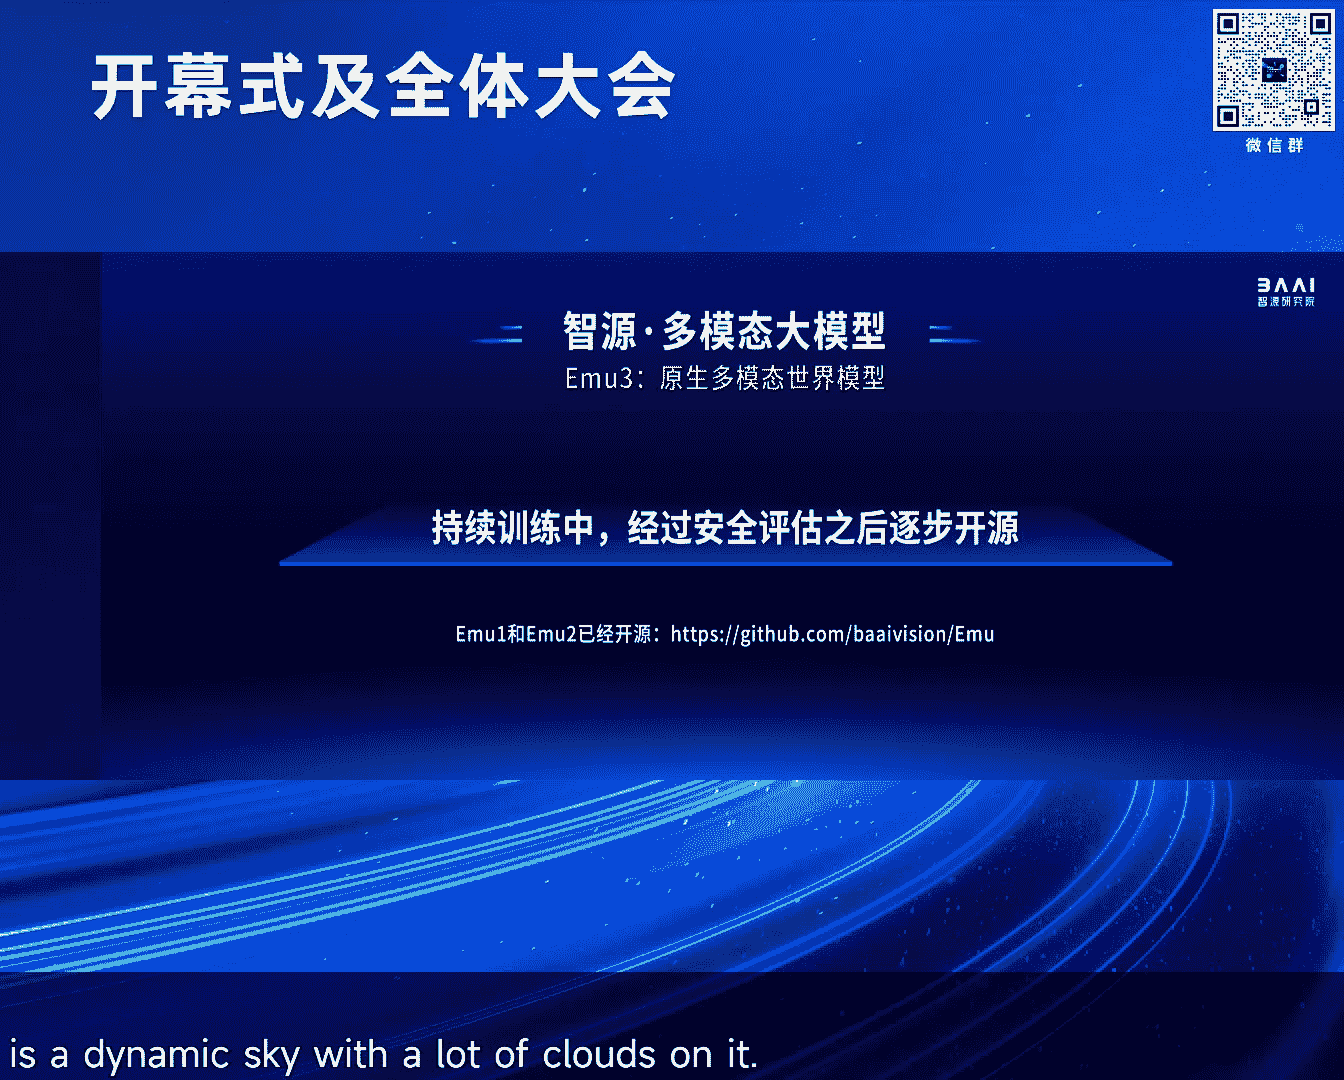 开幕式及全体大会
微信群
BAAI
智源研究院
智源·多模态大模型
Emu3：原生多模态世界模型
持续训练中，经过安全评估之后逐步开源
Emu1和Emu2已经开源：https://github.com/baaivision/Emu
is a dynamic sky with a lot of clouds on it.